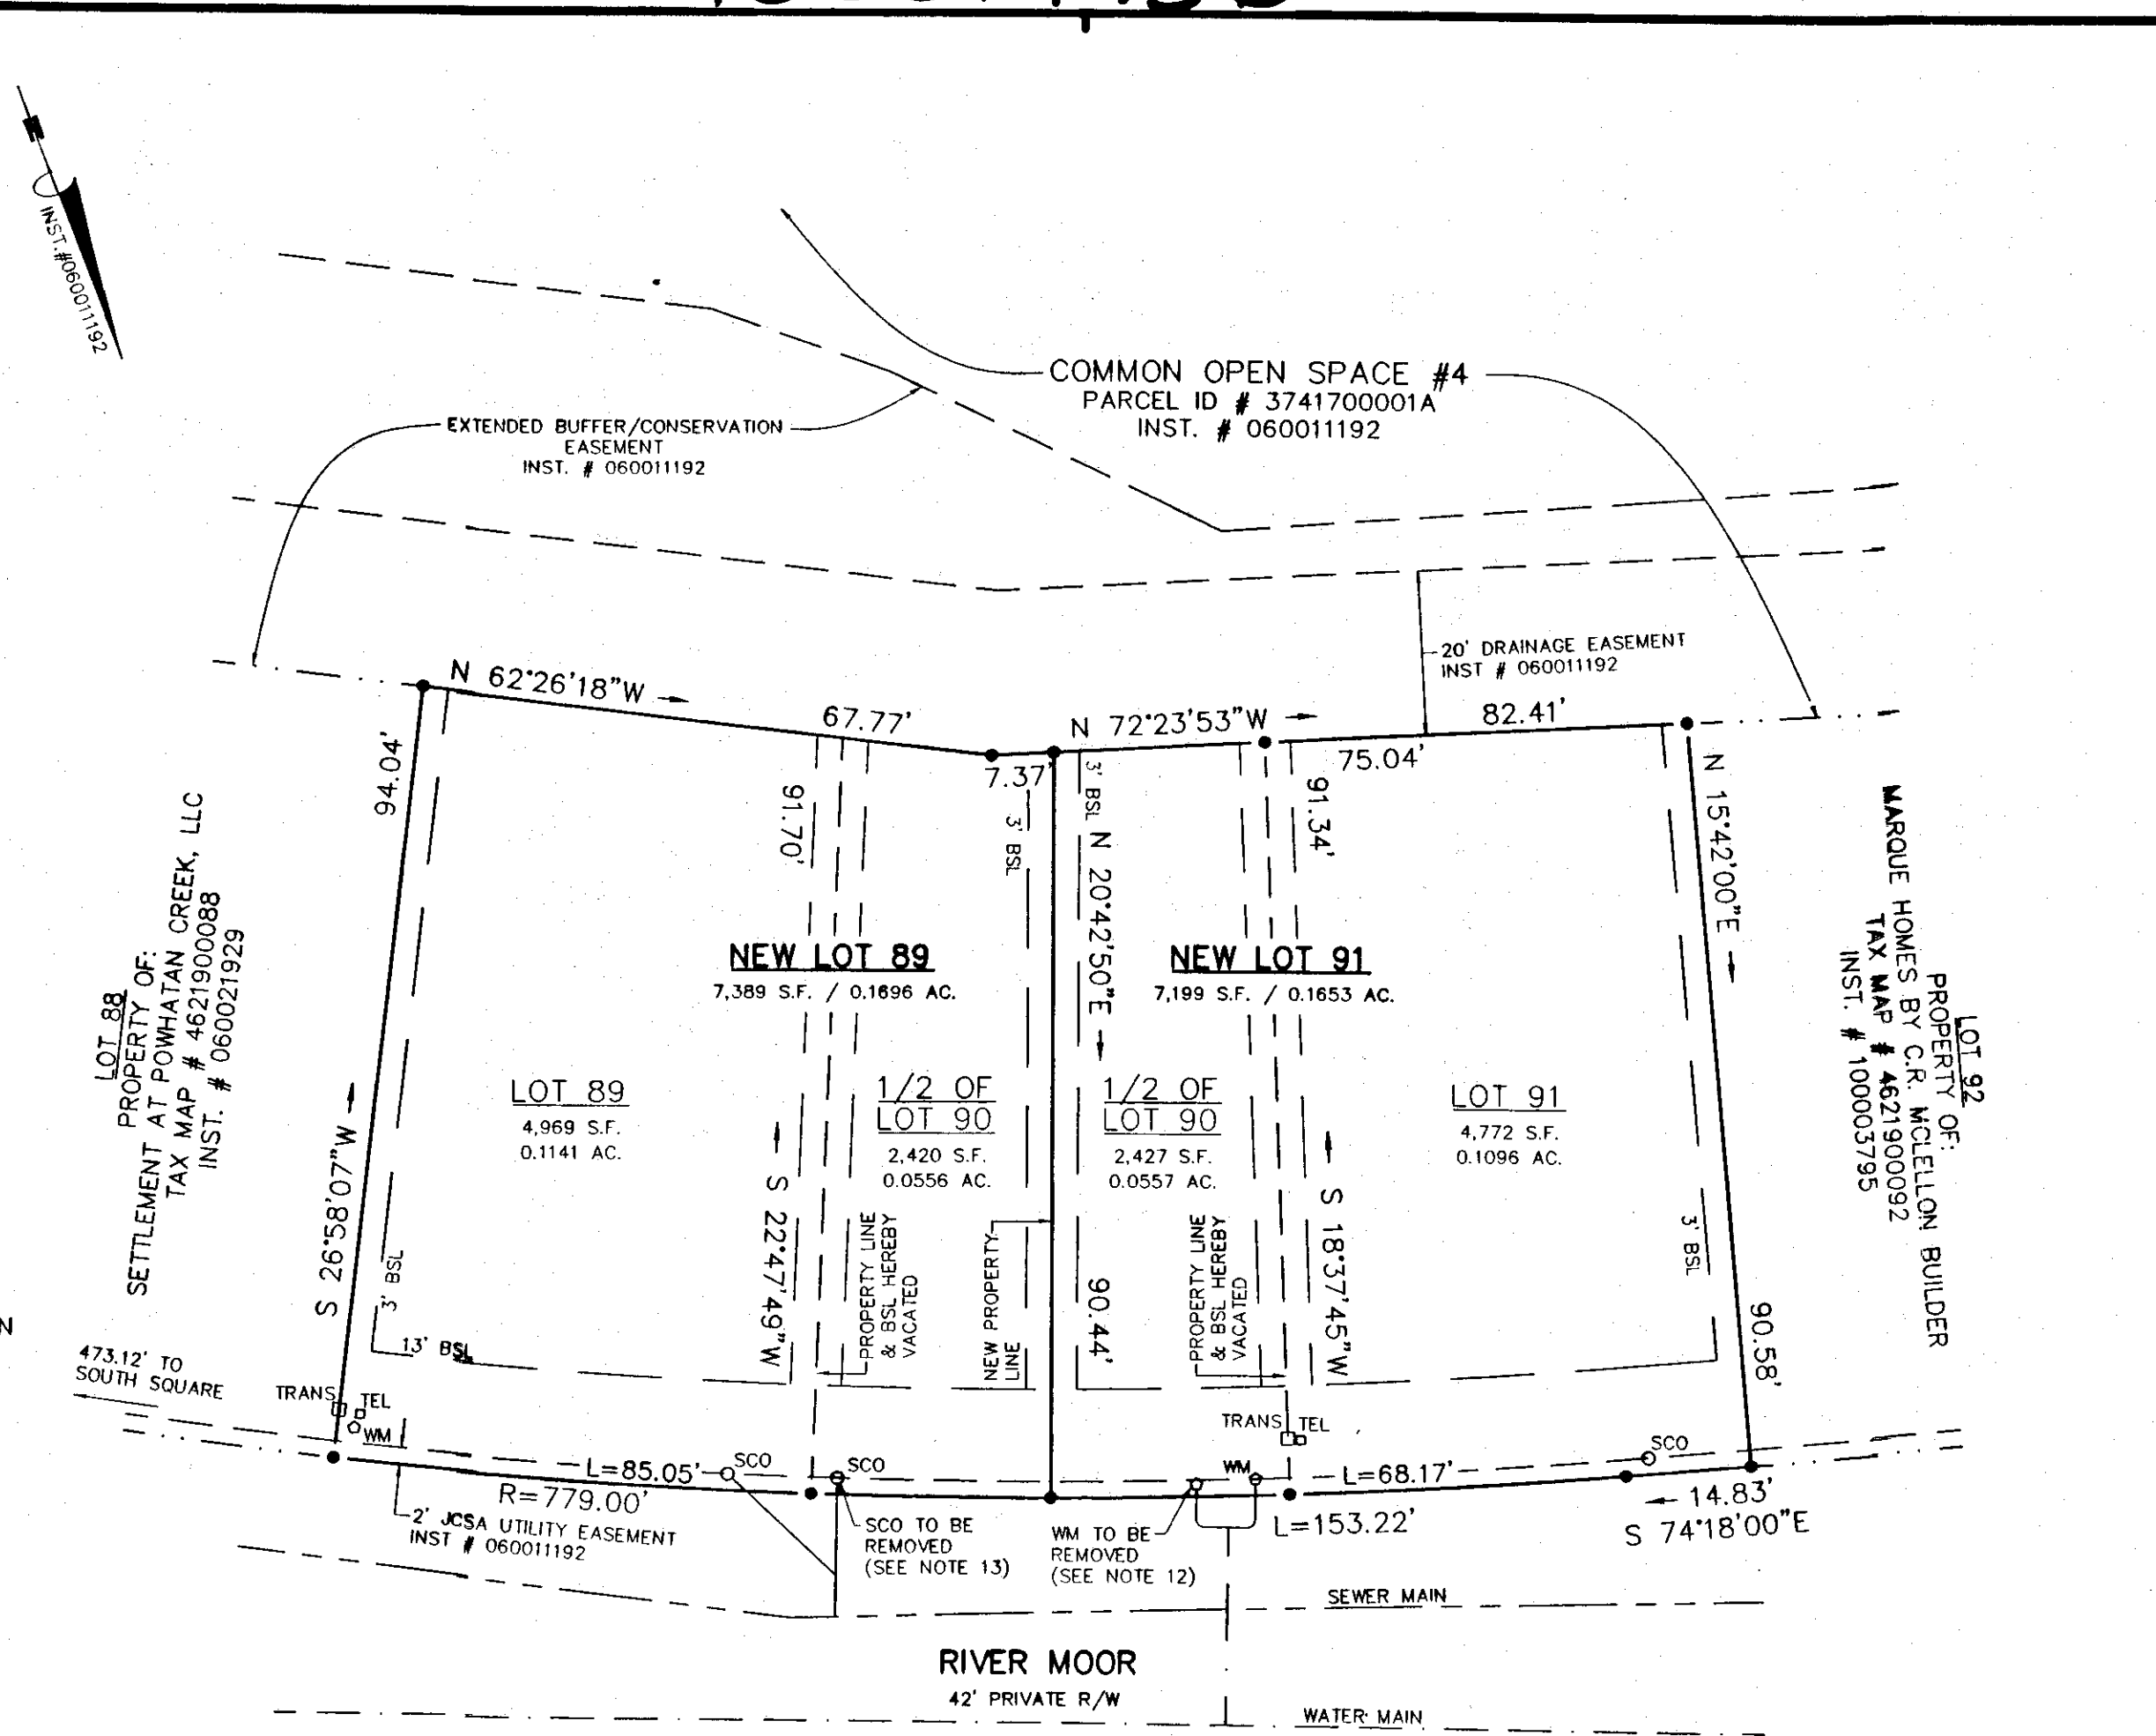 INST.#060011192
COMMON OPEN SPACE #4
PARCEL ID # 3741700001A
INST. # 060011192
EXTENDED BUFFER/CONSERVATION
EASEMENT
INST. # 060011192
20' DRAINAGE EASEMENT
INST # 060011192
N 62°26'18"W
67.77'
N 72°23'53"W
82.41'
7.37'
75.04'
94.04'
91.70'
3' BSL
3' BSL
N 20°42'50"E
91.34'
N 15°42'00"E
LOT 88
PROPERTY OF:
SETTLEMENT AT POWHATAN CREEK, LLC
TAX MAP # 4621900088
INST. # 060021929
S 26°58'07"W
NEW LOT 89
7,389 S.F. / 0.1696 AC.
NEW LOT 91
7,199 S.F. / 0.1653 AC.
LOT 92
PROPERTY OF:
MARQUE HOMES BY C.R. MCLELLON BUILDER
TAX MAP # 4621900092
INST. # 100003795
LOT 89
4,969 S.F.
0.1141 AC.
1/2 OF
LOT 90
2,420 S.F.
0.0556 AC.
1/2 OF
LOT 90
2,427 S.F.
0.0557 AC.
LOT 91
4,772 S.F.
0.1096 AC.
S 22°47'49"W
PROPERTY LINE
& BSL HEREBY
VACATED
NEW PROPERTY
LINE
90.44'
PROPERTY LINE
& BSL HEREBY
VACATED
S 18°37'45"W
3' BSL
90.58'
3' BSL
13' BSL
N
473.12' TO
SOUTH SQUARE
TRANS
TEL
WM
TRANS
TEL
L=85.05'
SCO
SCO
WM
L=68.17'
SCO
R=779.00'
14.83'
S 74°18'00"E
L=153.22'
2' JCSA UTILITY EASEMENT
INST # 060011192
SCO TO BE
REMOVED
(SEE NOTE 13)
WM TO BE
REMOVED
(SEE NOTE 12)
SEWER MAIN
RIVER MOOR
42' PRIVATE R/W
WATER MAIN